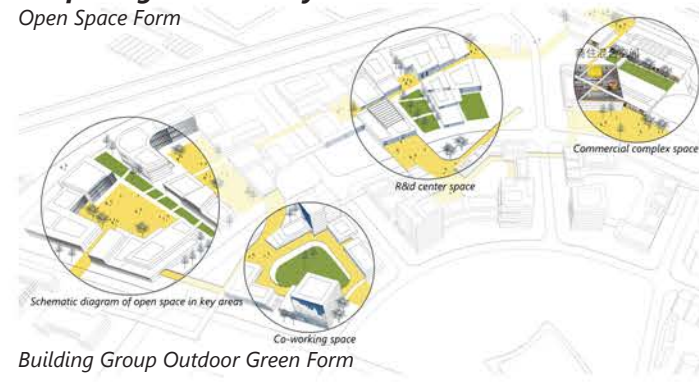 Open Space Form
Commercial complex space
R&d center space
Schematic diagram of open space in key areas
Co-working space
Building Group Outdoor Green Form